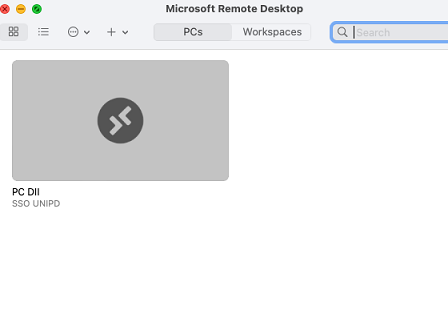 Microsoft Remote Desktop
PCs
Workspaces
Search
PC DII
SSO UNIPD